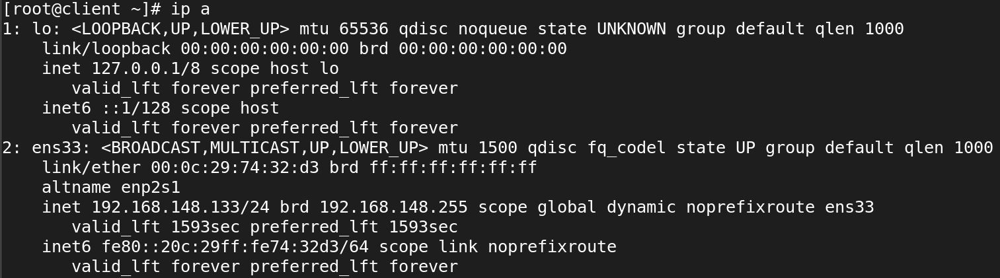 [root@client ~]# ip a
1: lo: <LOOPBACK,UP,LOWER_UP> mtu 65536 qdisc noqueue state UNKNOWN group default qlen 1000
    link/loopback 00:00:00:00:00:00 brd 00:00:00:00:00:00
    inet 127.0.0.1/8 scope host lo
       valid_lft forever preferred_lft forever
    inet6 ::1/128 scope host
       valid_lft forever preferred_lft forever
2: ens33: <BROADCAST,MULTICAST,UP,LOWER_UP> mtu 1500 qdisc fq_codel state UP group default qlen 1000
    link/ether 00:0c:29:74:32:d3 brd ff:ff:ff:ff:ff:ff
    altname enp2s1
    inet 192.168.148.133/24 brd 192.168.148.255 scope global dynamic noprefixroute ens33
       valid_lft 1593sec preferred_lft 1593sec
    inet6 fe80::20c:29ff:fe74:32d3/64 scope link noprefixroute
       valid_lft forever preferred_lft forever